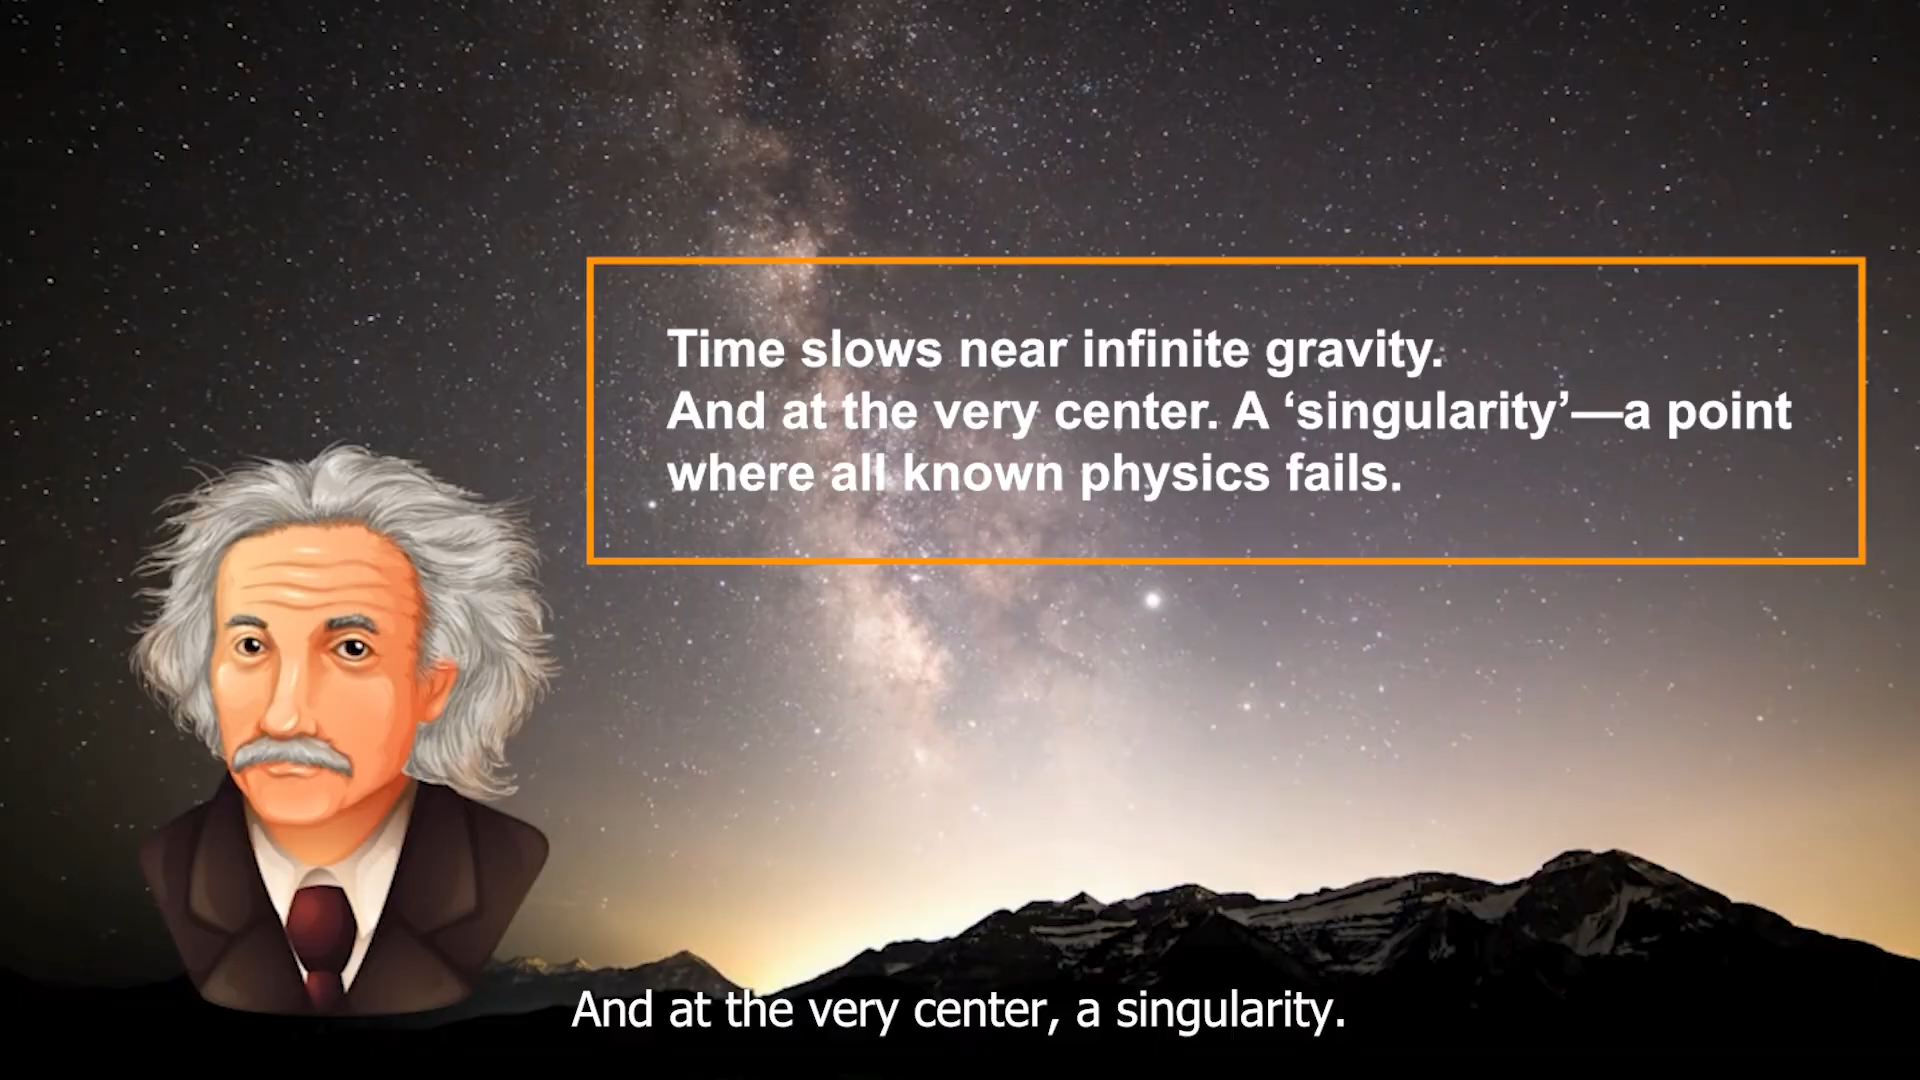 Time slows near infinite gravity.
And at the very center. A ‘singularity’—a point
where all known physics fails.
And at the very center, a singularity.